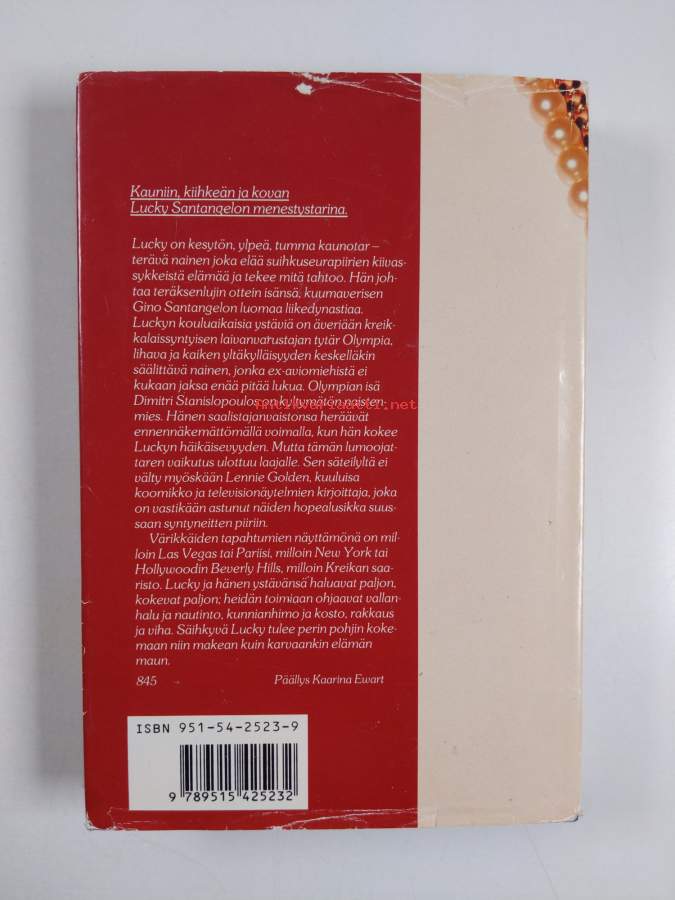 Kauniin, kiihkeän ja kovan
Lucky Santangelon menestystarina.
Lucky on kesytön, ylpeä, tumma kaunotar –
terävä nainen joka elää suihkuseurapiirien kiivas-
sykkeistä elämää ja tekee mitä tahtoo. Hän joh-
taa teräksenlujin ottein isänsä, kuumaverisen
Gino Santangelon luomaa liikedynastiaa.
Luckyn kouluaikaisia ystäviä on äveriään kreik-
kalaissyntyisen laivanvarustajan tytär Olympia,
lihava ja kaiken yltäkylläisyyden keskelläkin
säälittävä nainen, jonka ex-aviomiehistä ei
kukaan jaksa enää pitää lukua. Olympian isä
Dimitri Stanislopoulos on kyltymätön naisten-
mies. Hänen saalistajanvaistonsa heräävät
ennennäkemättömällä voimalla, kun hän kokee
Luckyn häikäisevyyden. Mutta tämän lumoojat-
taren vaikutus ulottuu laajalle. Sen säteilyltä ei
välty myöskään Lennie Golden, kuuluisa
koomikko ja televisionäytelmien kirjoittaja, joka
on vastikään astunut näiden hopealusikka suus-
saan syntyneitten piiriin.
Värikkäiden tapahtumien näyttämönä on mil-
loin Las Vegas tai Pariisi, milloin New York tai
Hollywoodin Beverly Hills, milloin Kreikan saa-
risto. Lucky ja hänen ystävänsä haluavat paljon,
kokevat paljon; heidän toimiaan ohjaavat vallan-
halu ja nautinto, kunnianhimo ja kosto, rakkaus
ja viha. Säihkyvä Lucky tulee perin pohjin koke-
maan niin makean kuin karvaankin elämän
maun.
845 Päällys Kaarina Ewart
ISBN 951-54-2523-9
9 789515 425232
antikvariaatti.net